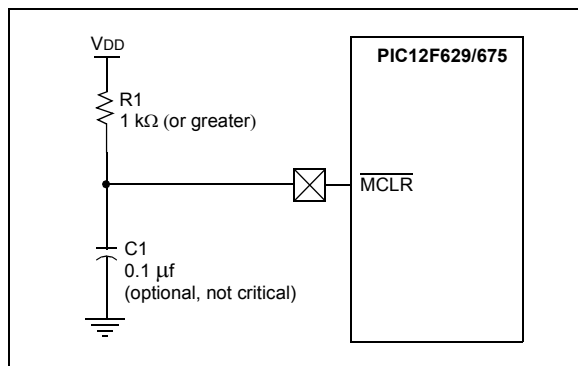 VDD
PIC12F629/675
R1
1 kΩ (or greater)
MCLR
C1
0.1 µf
(optional, not critical)